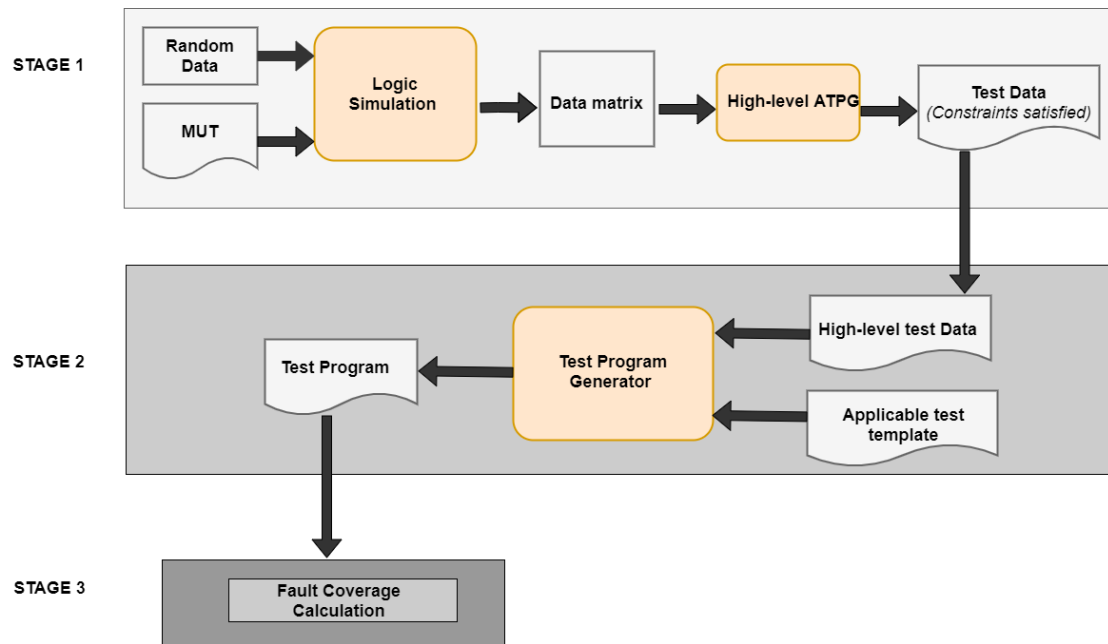 STAGE 1
Random
Data
MUT
Logic
Simulation
Data matrix
High-level ATPG
Test Data
(Constraints satisfied)
STAGE 2
High-level test Data
Test Program
Test Program
Generator
Applicable test
template
STAGE 3
Fault Coverage
Calculation